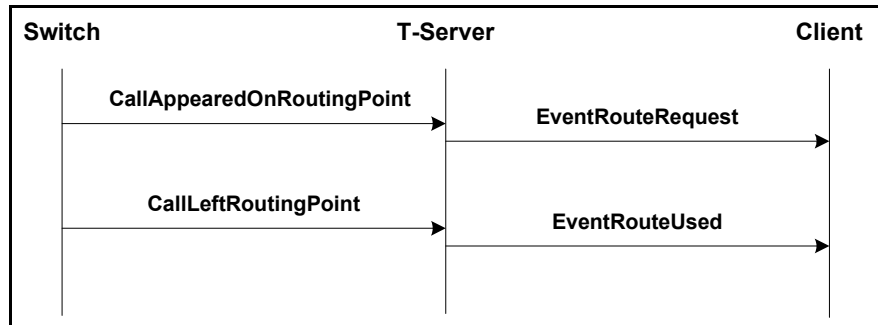 Switch
T-Server
Client
CallAppearedOnRoutingPoint
EventRouteRequest
CallLeftRoutingPoint
EventRouteUsed